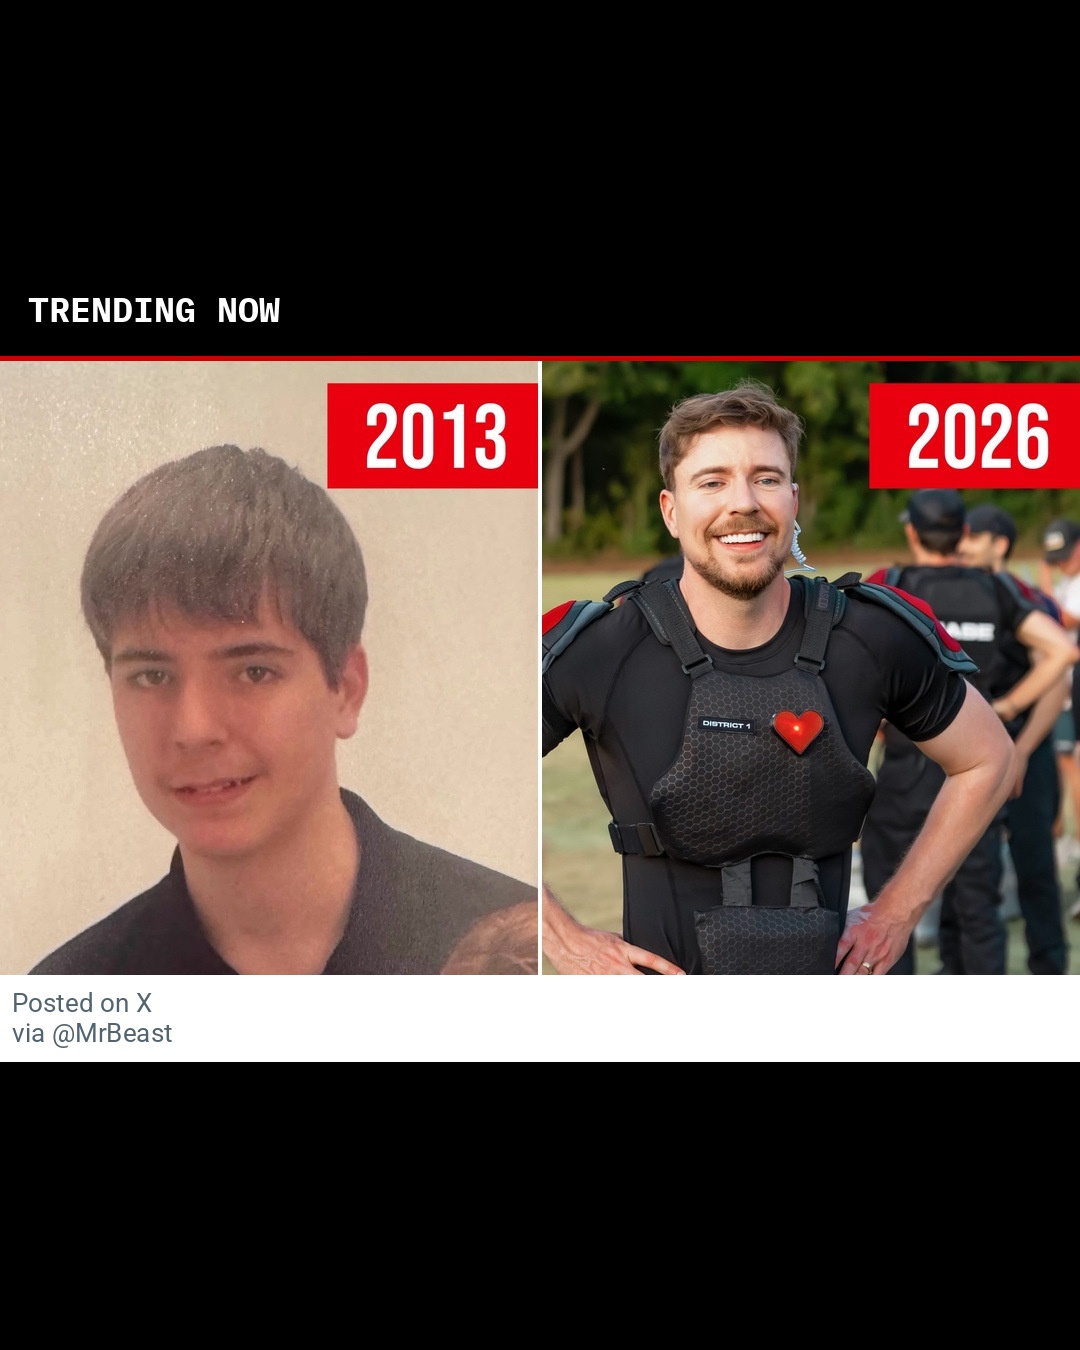 TRENDING NOW
2013
2026
DISTRICT 1
Posted on X
via @MrBeast